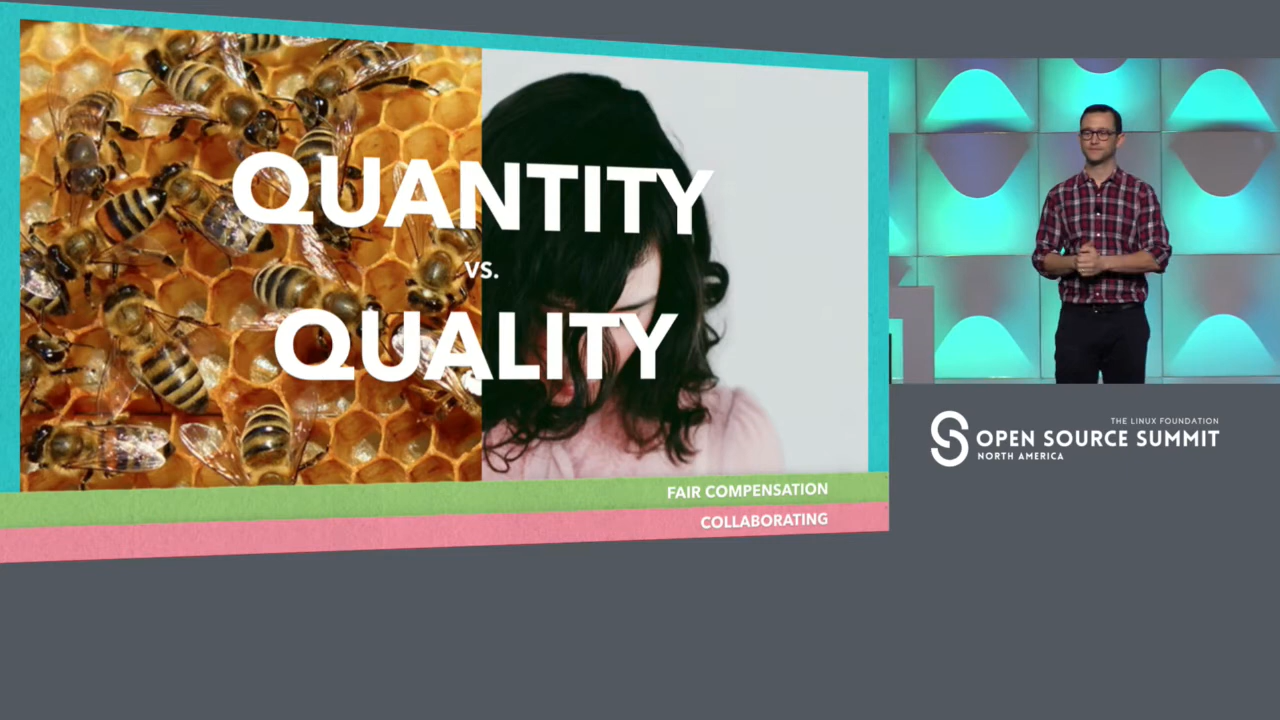 QUANTITY
VS.
QUALITY
FAIR COMPENSATION
COLLABORATING
THE LINUX FOUNDATION
OPEN SOURCE SUMMIT
NORTH AMERICA